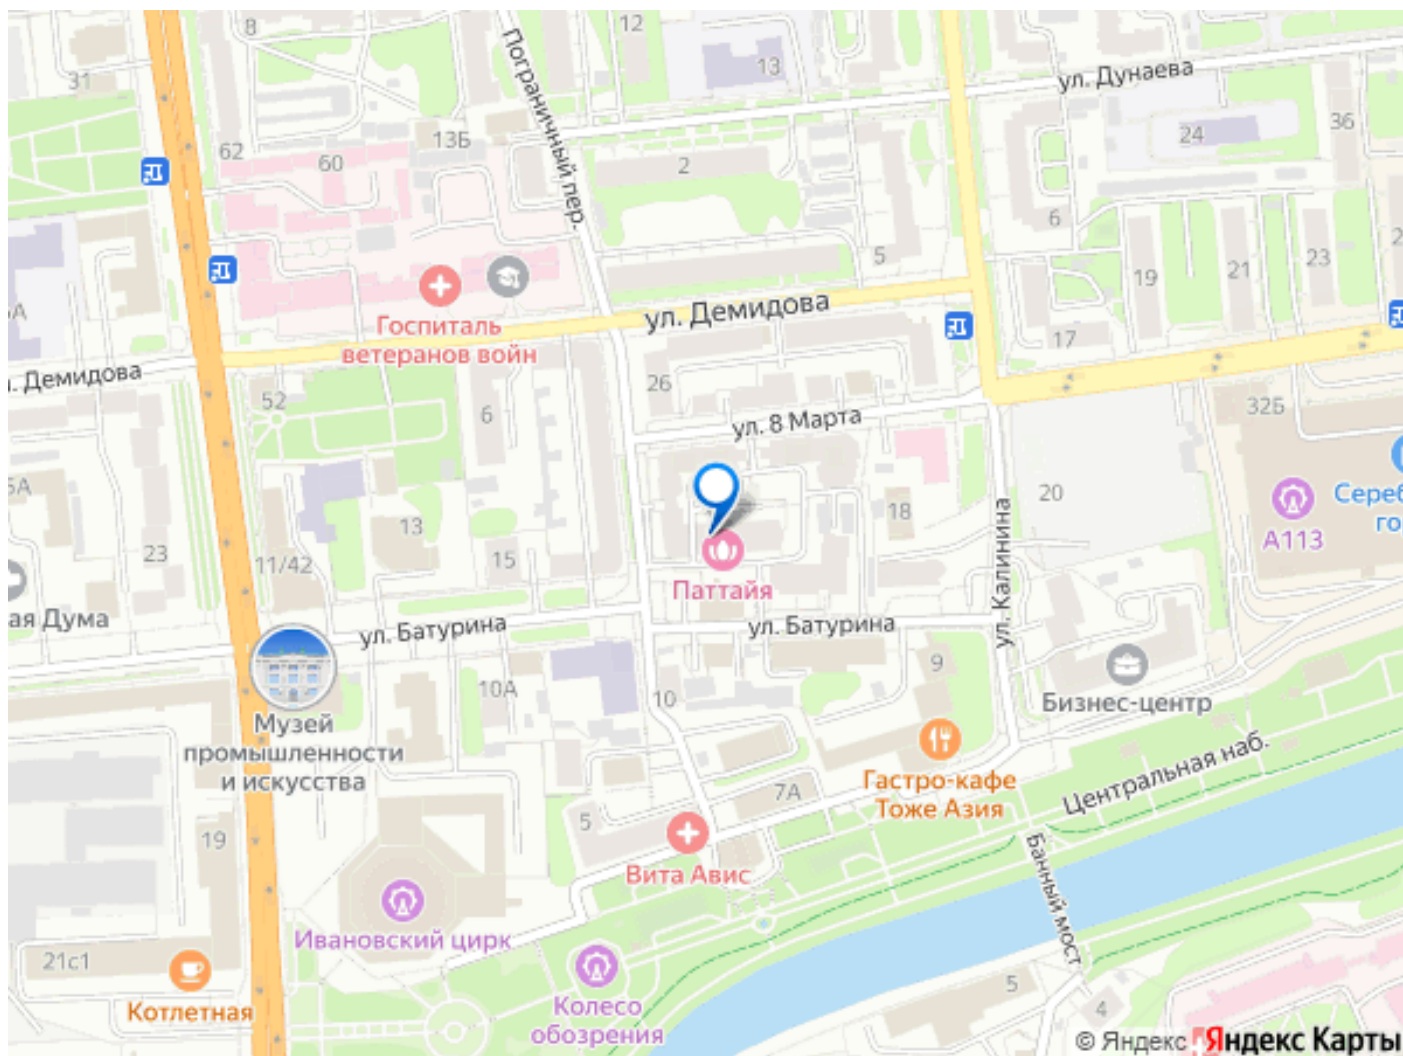 8
12
31
13
ул. Дунаева
Пограничный пер.
13Б
24
36
62
60
2
6
5
19
21
23
ул. Демидова
Госпиталь
ветеранов войн
17
Демидова
52
26
6
ул. 8 Марта
32Б
5А
13
18
20
А113
23
11/42
15
Паттайя
ул. Калинина
ая Дума
ул. Батурина
ул. Батурина
10А
10
9
Бизнес-центр
Музей
промышленности
и искусства
Гастро-кафе
Тоже Азия
Центральная наб.
7А
5
19
Вита Авис
Банный мост
Ивановский цирк
21с1
Котлетная
Колесо
обозрения
5
4
© Яндекс Яндекс Карты